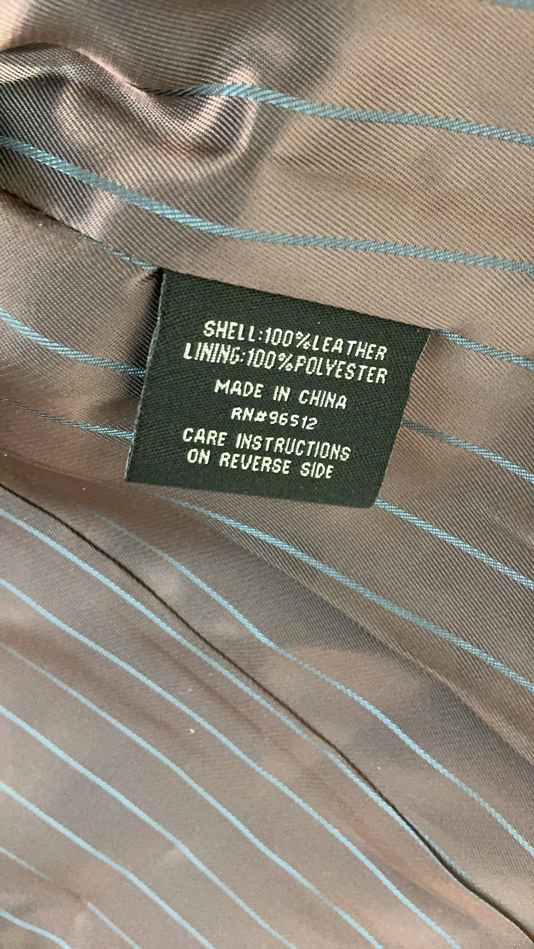 SHELL:100%LEATHER
LINING:100%POLYESTER
MADE IN CHINA
RN#96512
CARE INSTRUCTIONS
ON REVERSE SIDE